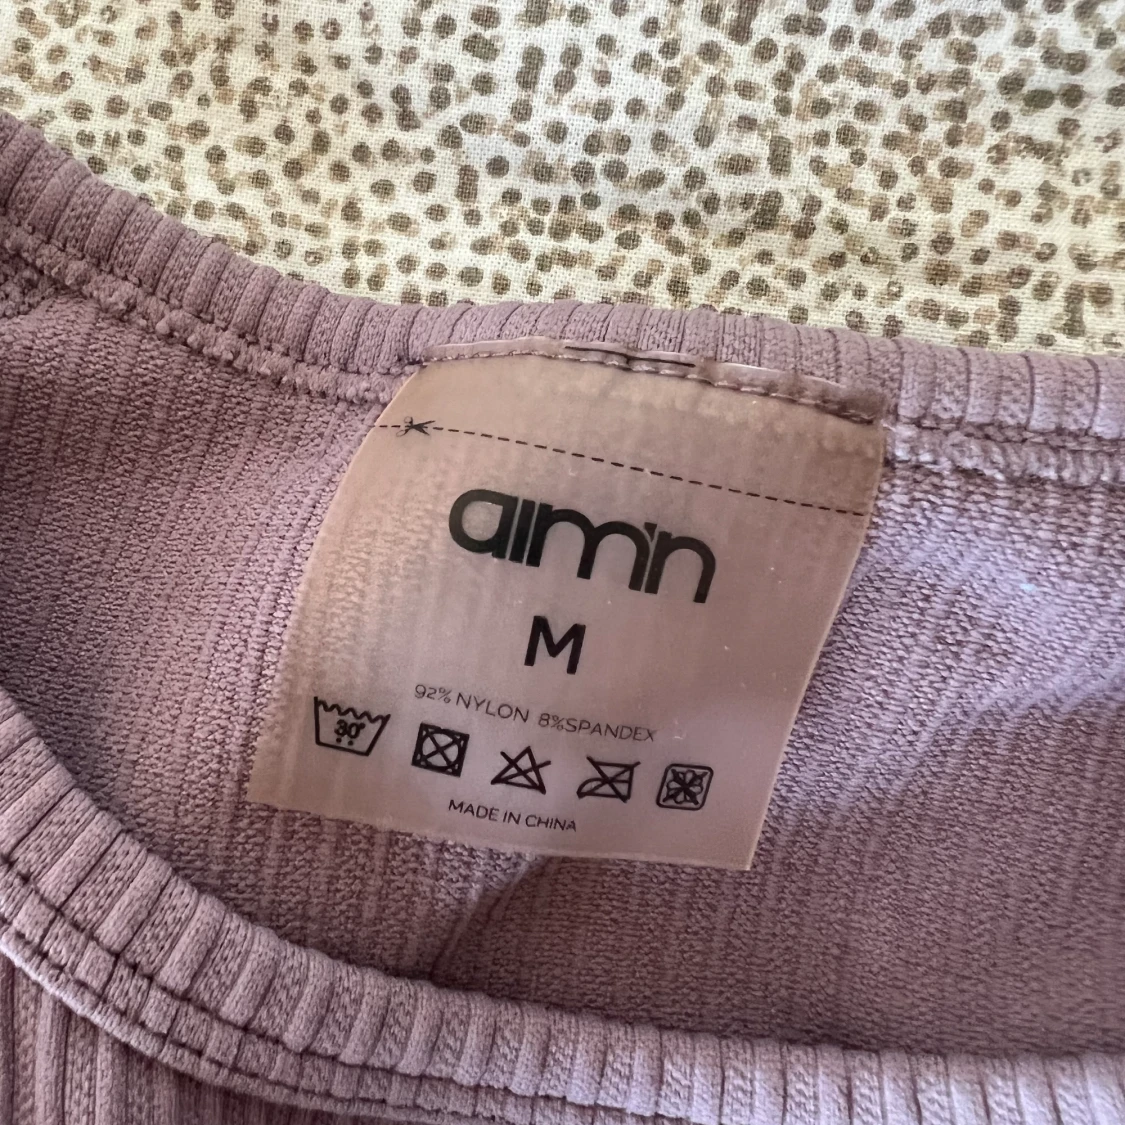 aim'n
M
92% NYLON 8%SPANDEX
30°
MADE IN CHINA